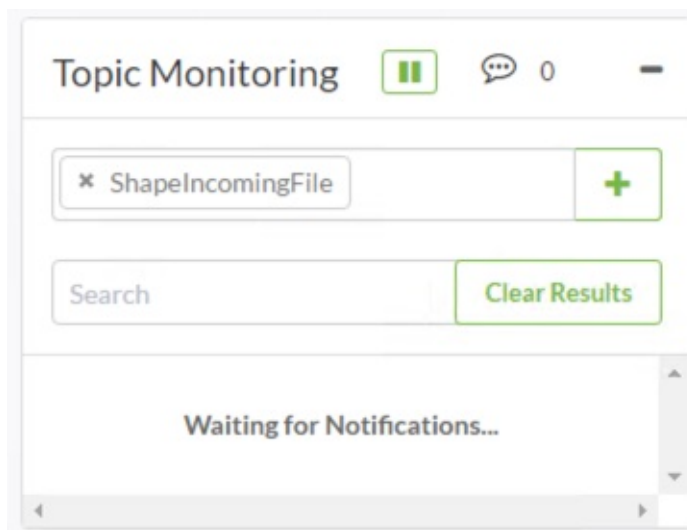 Topic Monitoring 0
ShapeIncomingFile
Search Clear Results
Waiting for Notifications...